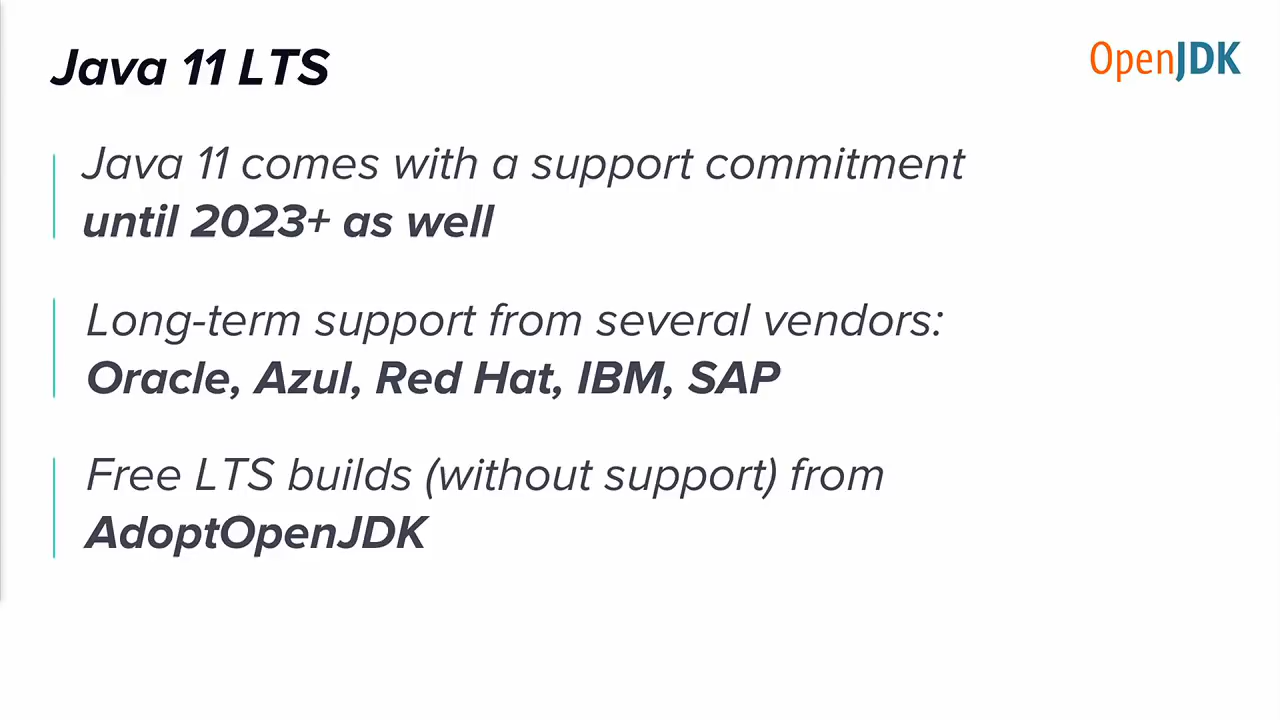 Java 11 LTS
OpenJDK
Java 11 comes with a support commitment
until 2023+ as well
Long-term support from several vendors:
Oracle, Azul, Red Hat, IBM, SAP
Free LTS builds (without support) from
AdoptOpenJDK